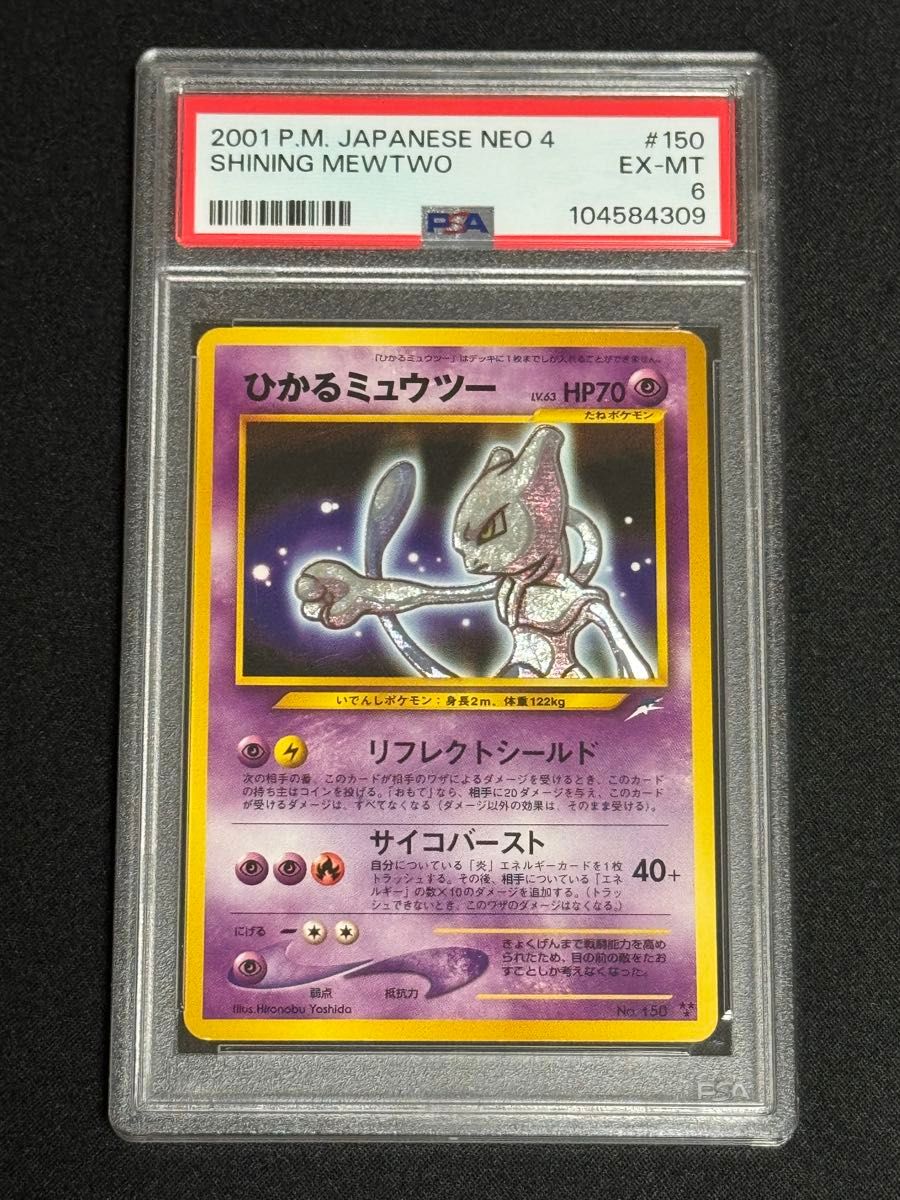 2001 P.M. JAPANESE NEO 4 #150
SHINING MEWTWO EX-MT
6
PSA 104584309
「ひかるミュウツー」はデッキに1枚までしか入れることができません。
ひかるミュウツー LV.63 HP70
たねポケモン
いでんしポケモン：身長2m、体重122kg
リフレクトシールド
次の相手の番、このカードが相手のワザによるダメージを受けるとき、このカード
の持ち主はコインを投げる。「おもて」なら、相手に20ダメージを与え、このカード
が受けるダメージは、すべてなくなる（ダメージ以外の効果は、そのまま受ける）。
サイコバースト
自分についている「炎」エネルギーカードを1枚
トラッシュする。その後、相手についている「エネ
ルギー」の数×10のダメージを追加する。（トラッ
シュできないとき、このワザのダメージはなくなる。）
40+
にげる
きょくげんまで戦闘能力を高め
られたため、目の前の敵をたお
すことしか考えなくなった。
弱点 抵抗力
Illus. Hironobu Yoshida No. 150
PSA